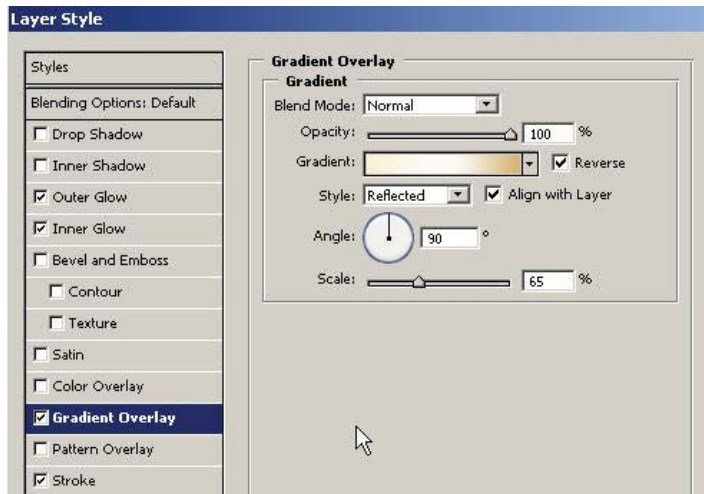 Layer Style
Styles
Blending Options: Default
Drop Shadow
Inner Shadow
Outer Glow
Inner Glow
Bevel and Emboss
Contour
Texture
Satin
Color Overlay
Gradient Overlay
Pattern Overlay
Stroke
Gradient Overlay
Gradient
Blend Mode: Normal
Opacity: 100 %
Gradient: Reverse
Style: Reflected Align with Layer
Angle: 90 °
Scale: 65 %